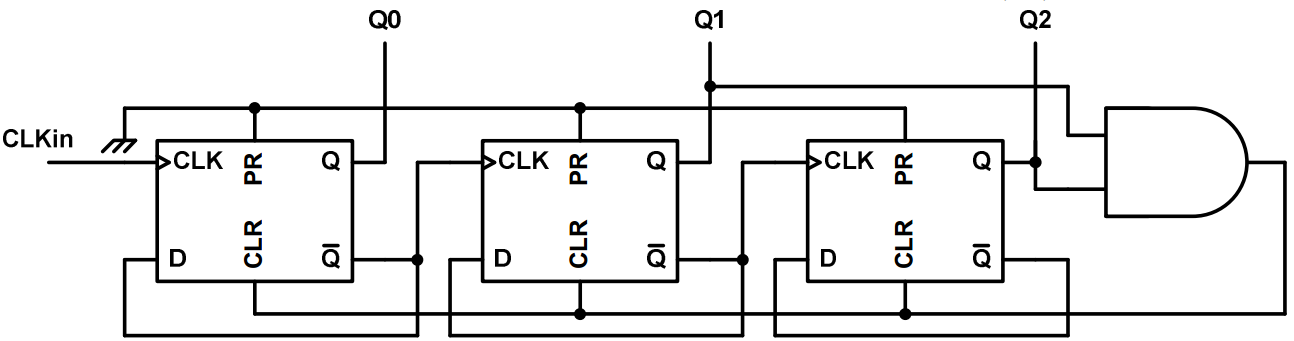 Q0 Q1 Q2
CLKin
CLK PR Q CLK PR Q CLK PR Q
D CLR Q̅ D CLR Q̅ D CLR Q̅